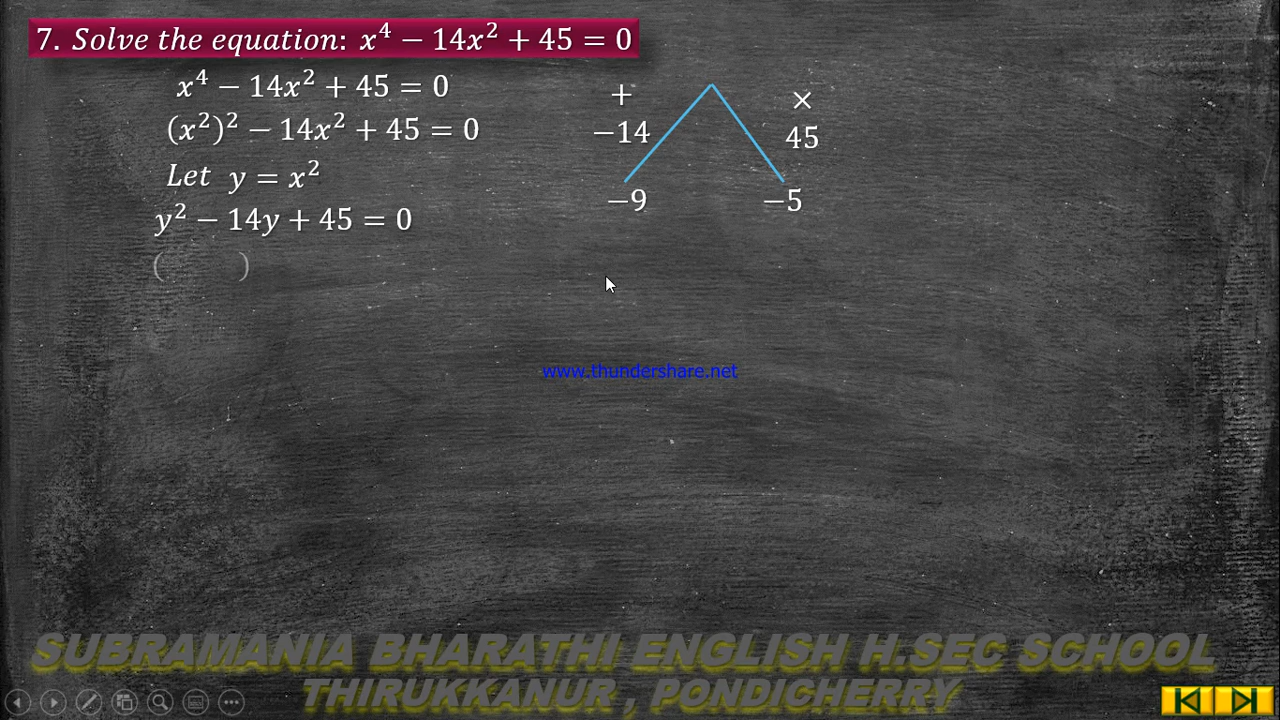 7. Solve the equation: x⁴ − 14x² + 45 = 0
x⁴ − 14x² + 45 = 0
(x²)² − 14x² + 45 = 0
Let y = x²
y² − 14y + 45 = 0
( )
+ ×
−14 45
−9 −5
www.thundershare.net
SUBRAMANIA BHARATHI ENGLISH H.SEC SCHOOL
THIRUKKANUR , PONDICHERRY